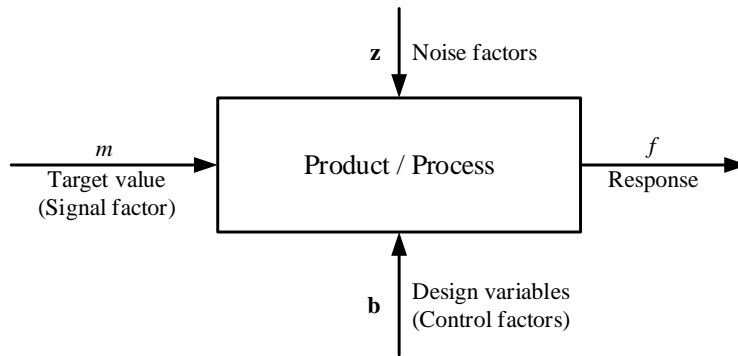 z Noise factors
m
Target value
(Signal factor)
Product / Process
f
Response
b
Design variables
(Control factors)